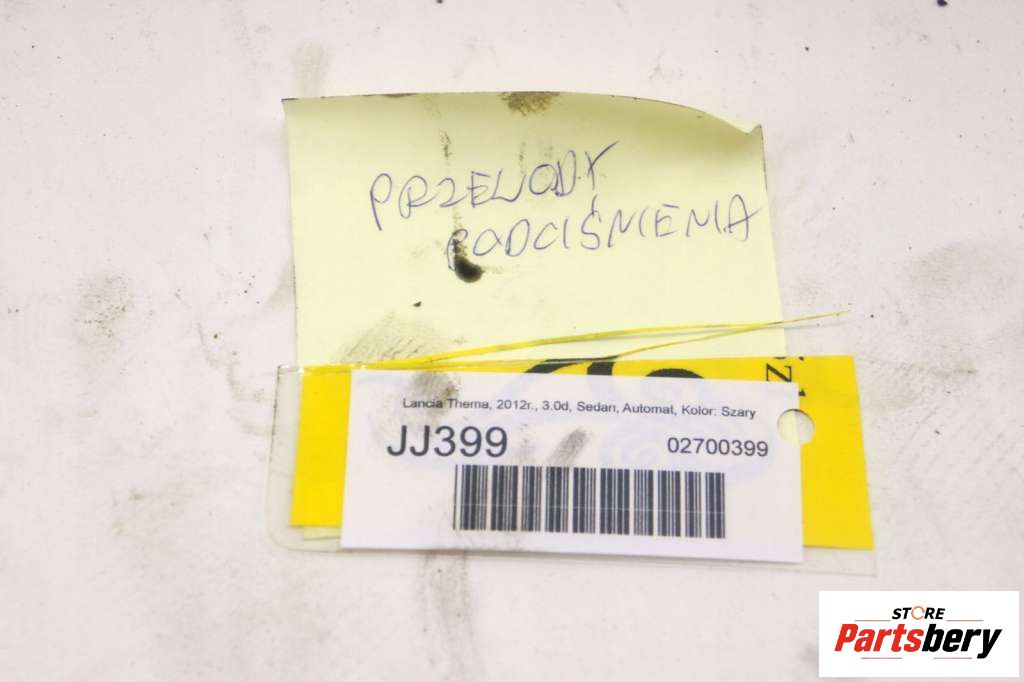 PRZEWODY
PODCIŚNIENIA
Lancia Thema, 2012r., 3.0d, Sedan, Automat, Kolor: Szary
JJ399
02700399
STORE
Partsbery